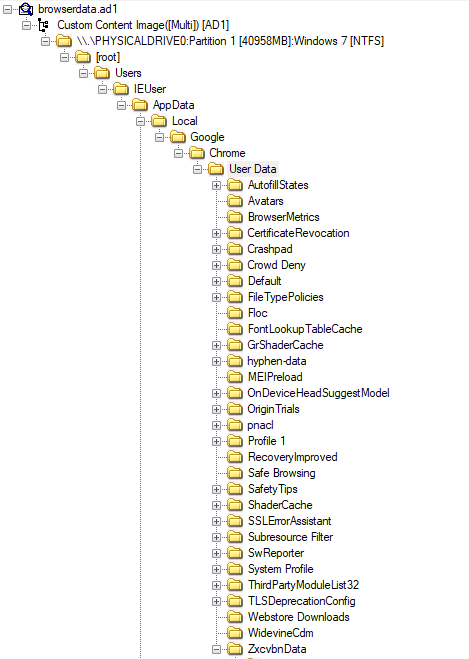 browserdata.ad1
Custom Content Image([Multi]) [AD1]
\\.\PHYSICALDRIVE0:Partition 1 [40958MB]:Windows 7 [NTFS]
[root]
Users
IEUser
AppData
Local
Google
Chrome
User Data
AutofillStates
Avatars
BrowserMetrics
CertificateRevocation
Crashpad
Crowd Deny
Default
FileTypePolicies
Floc
FontLookupTableCache
GrShaderCache
hyphen-data
MEIPreload
OnDeviceHeadSuggestModel
OriginTrials
pnacl
Profile 1
RecoveryImproved
Safe Browsing
SafetyTips
ShaderCache
SSLErrorAssistant
Subresource Filter
SwReporter
System Profile
ThirdPartyModuleList32
TLSDeprecationConfig
Webstore Downloads
WidevineCdm
ZxcvbnData